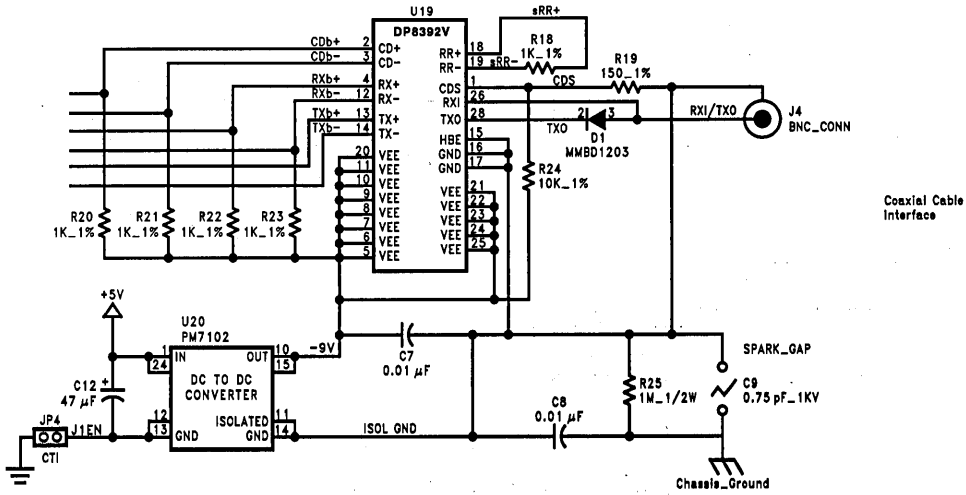 U19
DP8392V
sRR+
CDb+ 2 CD+
CDb- 3 CD-
RXb+ 4 RX+
RXb- 12 RX-
TXb+ 13 TX+
TXb- 14 TX-
20 VEE
11 VEE
10 VEE
9 VEE
8 VEE
7 VEE
6 VEE
5 VEE
RR+ 18
RR- 19 sRR-
CDS 1 CDS
RXI 26
TXO 28 TXO
HBE 15
GND 16
GND 17
VEE 21
VEE 22
VEE 23
VEE 24
VEE 25
R18
1K_1%
R19
150_1%
2 3
D1
MMBD1203
RXI/TXO
J4
BNC_CONN
R24
10K_1%
Coaxial Cable
Interface
R20
1K_1%
R21
1K_1%
R22
1K_1%
R23
1K_1%
+5V
U20
PM7102
1 IN
24
OUT 10
15
-9V
DC TO DC
CONVERTER
12
13 GND
ISOLATED 11
GND 14
C12
47 μF
+
JP4
J1EN
CTI
C7
0.01 μF
ISOL GND
C8
0.01 μF
R25
1M_1/2W
SPARK_GAP
C9
0.75 pF_1KV
Chassis_Ground